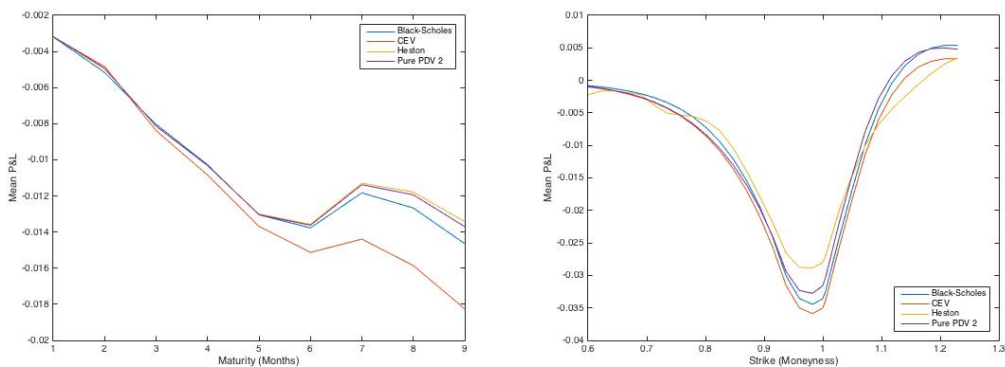 -0.002
-0.004
-0.006
-0.008
-0.01
-0.012
-0.014
-0.016
-0.018
-0.02
Mean P&L
1 2 3 4 5 6 7 8 9
Maturity (Months)
Black-Scholes
CEV
Heston
Pure PDV 2
0.01
0.005
0
-0.005
-0.01
-0.015
-0.02
-0.025
-0.03
-0.035
-0.04
Mean P&L
0.6 0.7 0.8 0.9 1 1.1 1.2 1.3
Strike (Moneyness)
Black-Scholes
CEV
Heston
Pure PDV 2